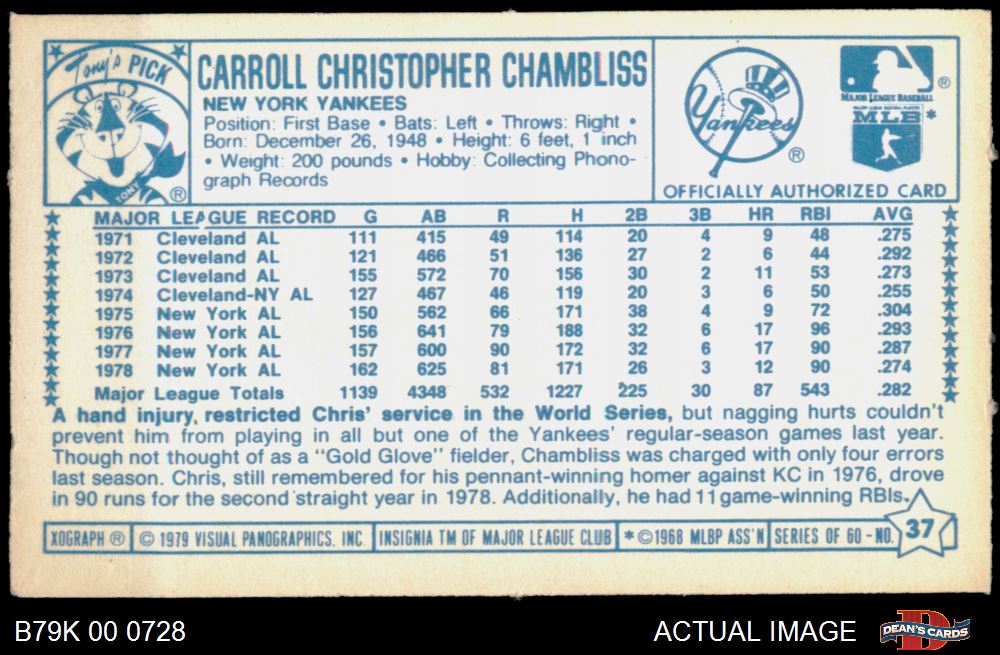 Tony's PICK
TONY
®
CARROLL CHRISTOPHER CHAMBLISS
NEW YORK YANKEES
Position: First Base • Bats: Left • Throws: Right •
Born: December 26, 1948 • Height: 6 feet, 1 inch
• Weight: 200 pounds • Hobby: Collecting Phono-
graph Records
Yankees ®
®
MAJOR LEAGUE BASEBALL
MAJOR LEAGUE BASEBALL PLAYERS
MLB *
OFFICIALLY AUTHORIZED CARD
MAJOR LEAGUE RECORD G AB R H 2B 3B HR RBI AVG
1971 Cleveland AL 111 415 49 114 20 4 9 48 .275
1972 Cleveland AL 121 466 51 136 27 2 6 44 .292
1973 Cleveland AL 155 572 70 156 30 2 11 53 .273
1974 Cleveland-NY AL 127 467 46 119 20 3 6 50 .255
1975 New York AL 150 562 66 171 38 4 9 72 .304
1976 New York AL 156 641 79 188 32 6 17 96 .293
1977 New York AL 157 600 90 172 32 6 17 90 .287
1978 New York AL 162 625 81 171 26 3 12 90 .274
Major League Totals 1139 4348 532 1227 225 30 87 543 .282
A hand injury, restricted Chris' service in the World Series, but nagging hurts couldn't
prevent him from playing in all but one of the Yankees' regular-season games last year.
Though not thought of as a "Gold Glove" fielder, Chambliss was charged with only four errors
last season. Chris, still remembered for his pennant-winning homer against KC in 1976, drove
in 90 runs for the second straight year in 1978. Additionally, he had 11 game-winning RBIs.
XOGRAPH ® © 1979 VISUAL PANOGRAPHICS. INC INSIGNIA TM OF MAJOR LEAGUE CLUB * ©1968 MLBP ASS'N SERIES OF 60 - NO. 37
B79K 00 0728
ACTUAL IMAGE
DEAN'S CARDS